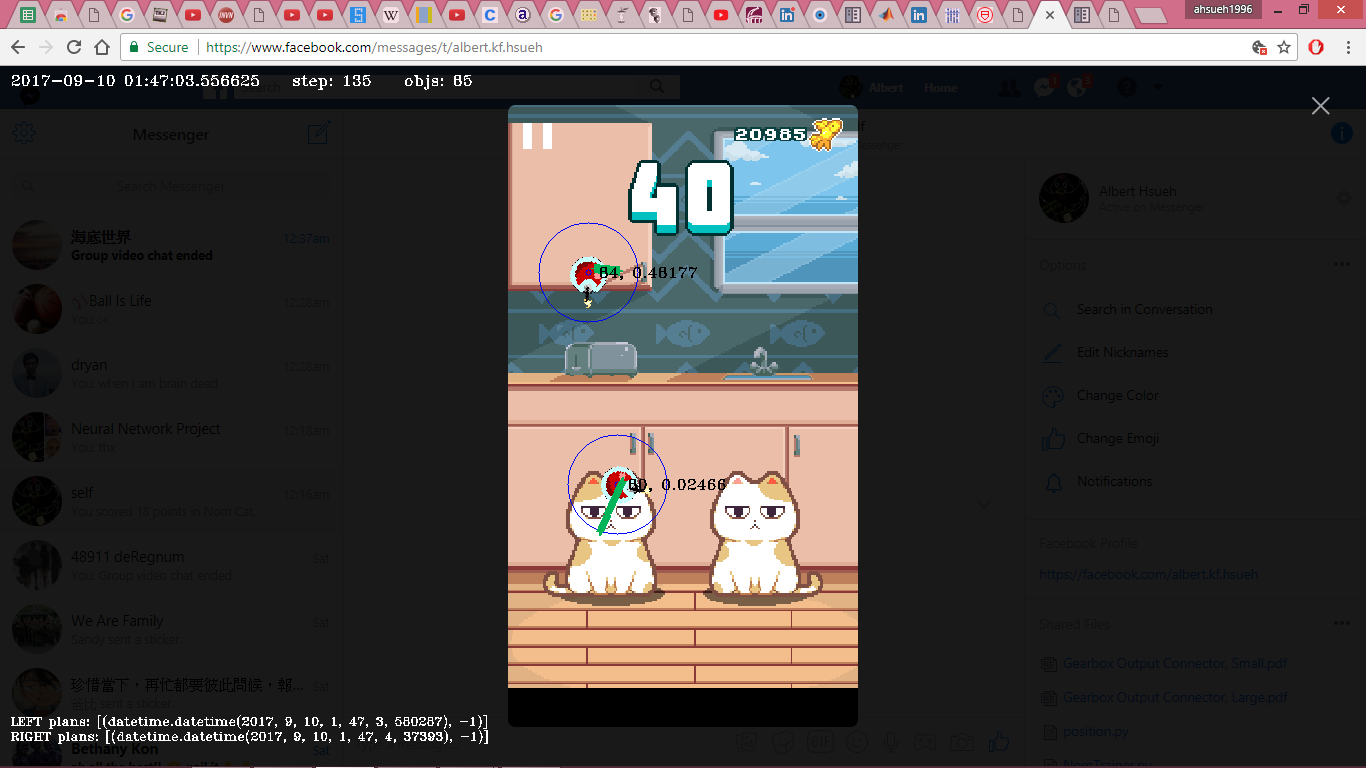 ahsueh1996
Secure https://www.facebook.com/messages/t/albert.kf.hsueh
2017-09-10 01:47:03.556625 step: 135 objs: 85
Albert Home
Messenger
Search Messenger
海底世界 12:37am
Group video chat ended
Ball Is Life 12:28am
dryan 12:28am
You: when i am brain dead
Neural Network Project 12:18am
You: thx
self 12:16am
You scored 18 points in Nom Cat.
48911 deRegnum Sat
You: Group video chat ended
We Are Family Sat
Sandy sent a sticker.
珍惜當下，再忙都要彼此問候，報... Sat
Bethany Kon Sat
20985
40
84, 0.48177
0.02466
Albert Hsueh
Active on Messenger
Options
Search in Conversation
Edit Nicknames
Change Color
Change Emoji
Notifications
Facebook Profile
https://facebook.com/albert.kf.hsueh
Shared Files
Gearbox Output Connector, Small.pdf
Gearbox Output Connector, Large.pdf
position.py
NomTrainer.py
GIF
LEFT plans: [(datetime.datetime(2017, 9, 10, 1, 47, 3, 580287), -1)]
RIGHT plans: [(datetime.datetime(2017, 9, 10, 1, 47, 4, 37393), -1)]